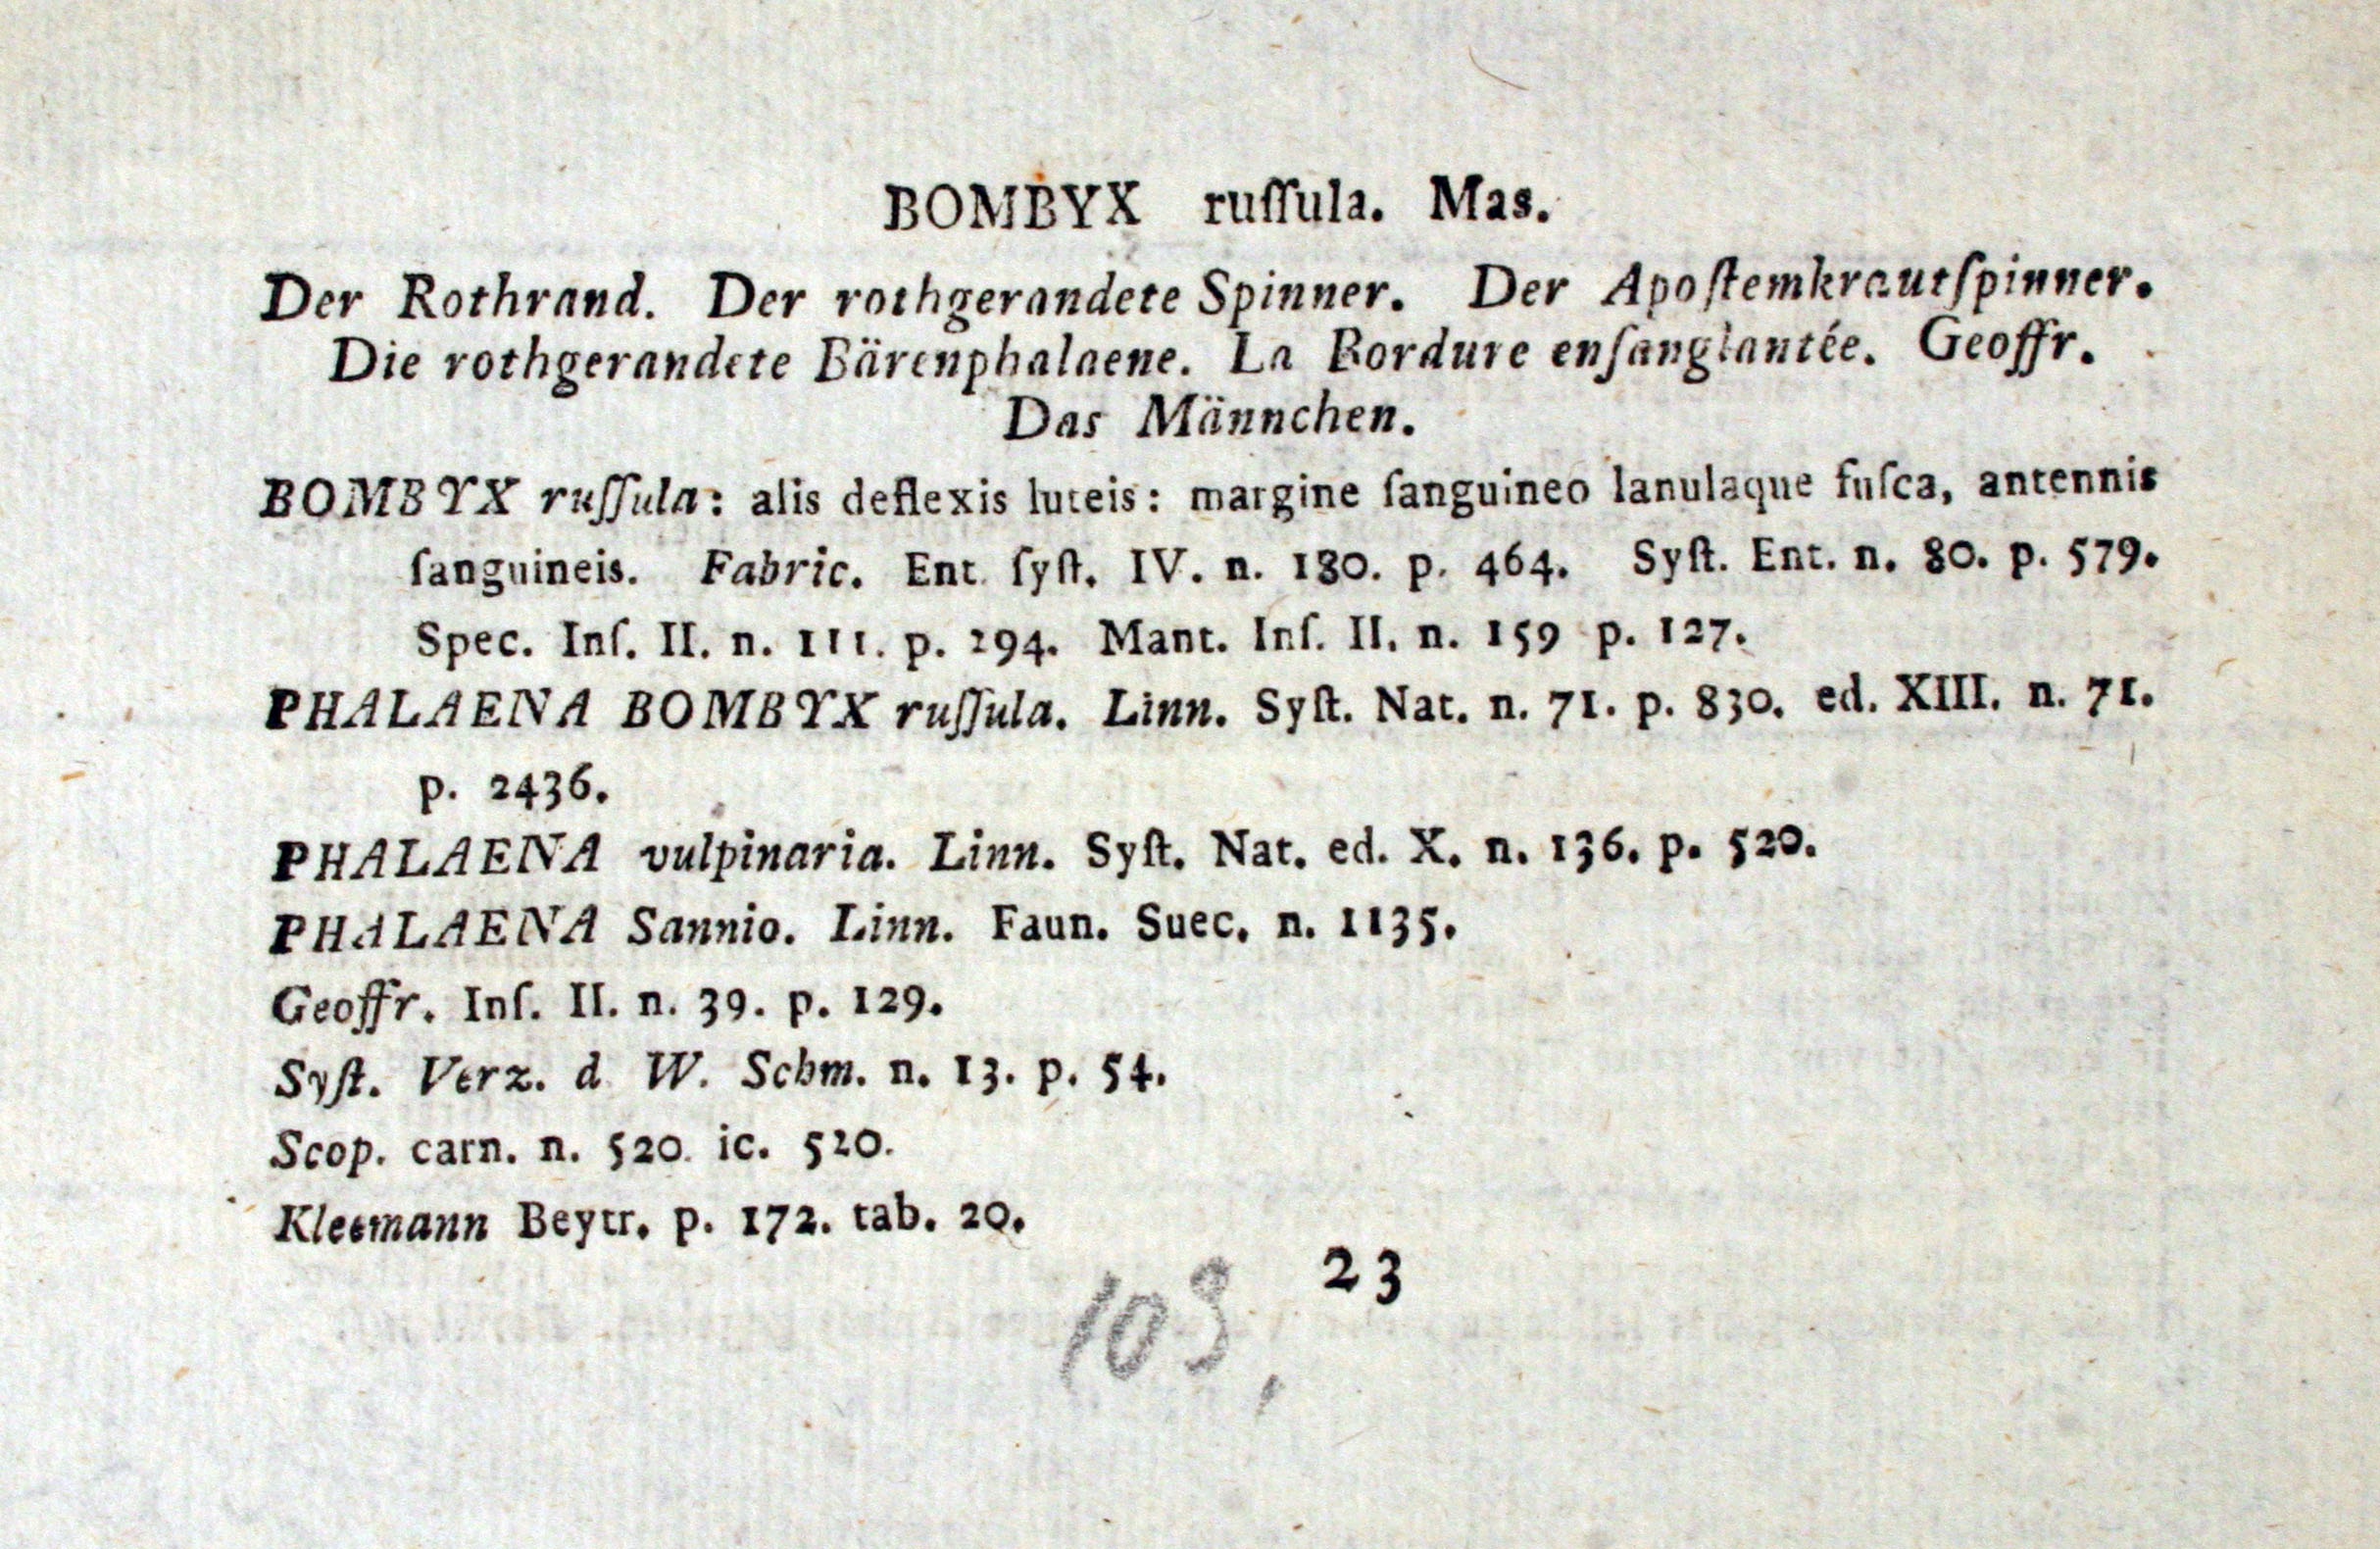 BOMBYX ruſſula. Mas.
Der Rothrand. Der rothgerandete Spinner. Der Apoſtemkrautſpinner.
Die rothgerandete Bärenphalaene. La Bordure enſanglantée. Geoffr.
Das Männchen.
BOMBYX ruſſula: alis deflexis luteis: margine ſanguineo lanulaque fuſca, antennis
ſanguineis. Fabric. Ent. ſyſt. IV. n. 180. p. 464. Syſt. Ent. n. 80. p. 579.
Spec. Inſ. II. n. 111. p. 294. Mant. Inſ. II. n. 159 p. 127.
PHALAENA BOMBYX ruſſula. Linn. Syſt. Nat. n. 71. p. 830. ed. XIII. n. 71.
p. 2436.
PHALAENA vulpinaria. Linn. Syſt. Nat. ed. X. n. 136. p. 520.
PHALAENA Sannio. Linn. Faun. Suec. n. 1135.
Geoffr. Inſ. II. n. 39. p. 129.
Syſt. Verz. d. W. Schm. n. 13. p. 54.
Scop. carn. n. 520. ic. 520.
Kleemann Beytr. p. 172. tab. 20.
23
103,